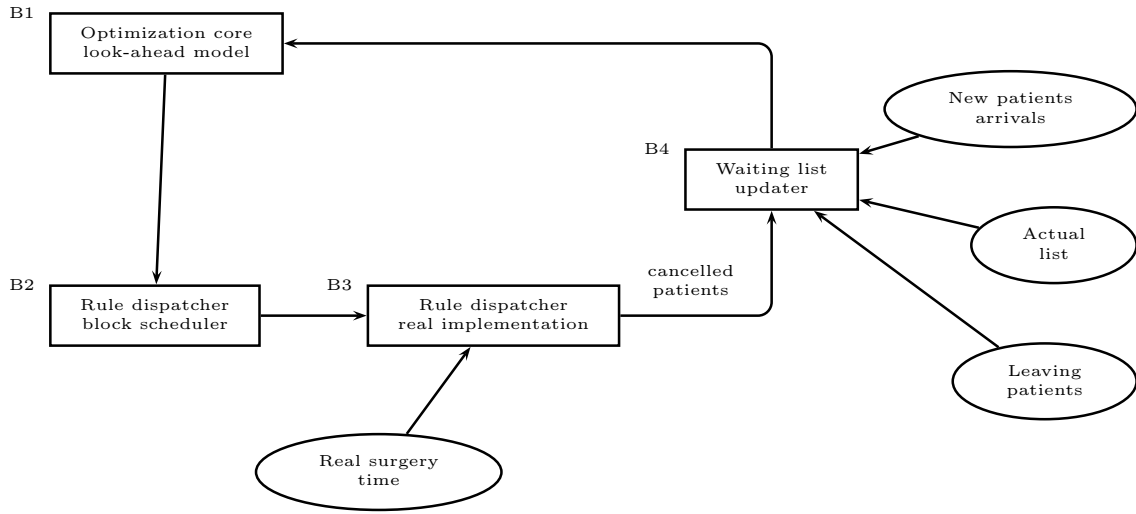 B1
Optimization core
look-ahead model
New patients
arrivals
B4
Waiting list
updater
Actual
list
B2
Rule dispatcher
block scheduler
B3
Rule dispatcher
real implementation
cancelled
patients
Leaving
patients
Real surgery
time